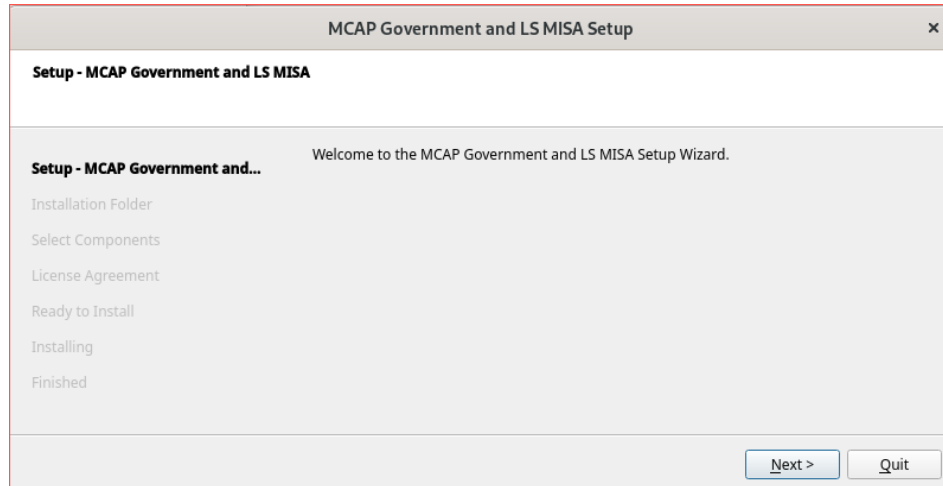 MCAP Government and LS MISA Setup
×
Setup - MCAP Government and LS MISA
Setup - MCAP Government and...
Welcome to the MCAP Government and LS MISA Setup Wizard.
Installation Folder
Select Components
License Agreement
Ready to Install
Installing
Finished
Next >
Quit